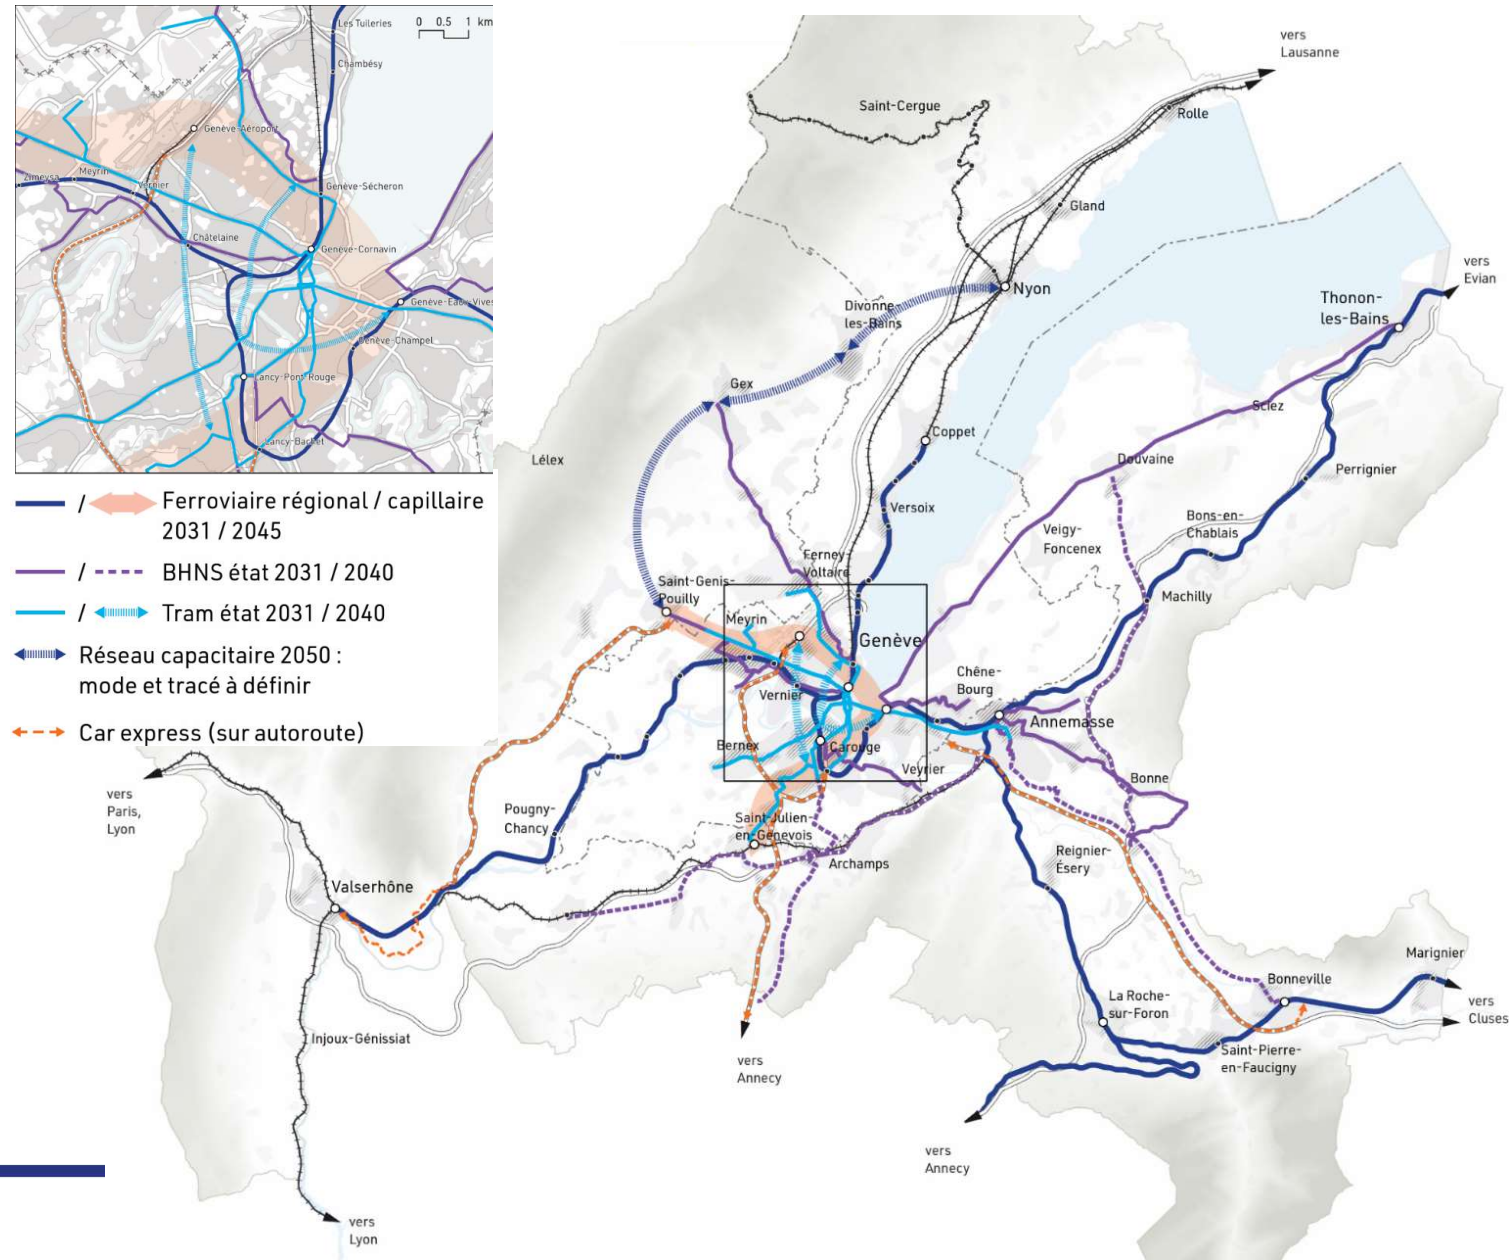 0 0.5 1 km
Les Tuileries
Chambésy
Genève-Aéroport
Zimeysa
Meyrin
Vernier
Genève-Sécheron
Châtelaine
Genève-Cornavin
Genève-Eaux-Vives
Genève-Champel
Lancy-Pont-Rouge
Lancy-Bachet
/ Ferroviaire régional / capillaire
2031 / 2045
/ BHNS état 2031 / 2040
/ Tram état 2031 / 2040
Réseau capacitaire 2050 :
mode et tracé à définir
Car express (sur autoroute)
vers
Lausanne
Saint-Cergue
Rolle
Gland
Nyon
Divonne-
les-Bains
vers
Evian
Thonon-
les-Bains
Gex
Sciez
Coppet
Lélex
Douvaine
Perrignier
Versoix
Bons-en-
Chablais
Veigy-
Foncenex
Ferney-
Voltaire
Saint-Genis-
Pouilly
Machilly
Meyrin
Genève
Chêne-
Bourg
Vernier
Annemasse
Bernex
Carouge
Veyrier
Bonne
vers
Paris,
Lyon
Pougny-
Chancy
Saint-Julien-
en-Genevois
Archamps
Reignier-
Ésery
Valserhône
Marignier
Bonneville
La Roche-
sur-Foron
vers
Cluses
Injoux-Génissiat
Saint-Pierre-
en-Faucigny
vers
Annecy
vers
Annecy
vers
Lyon